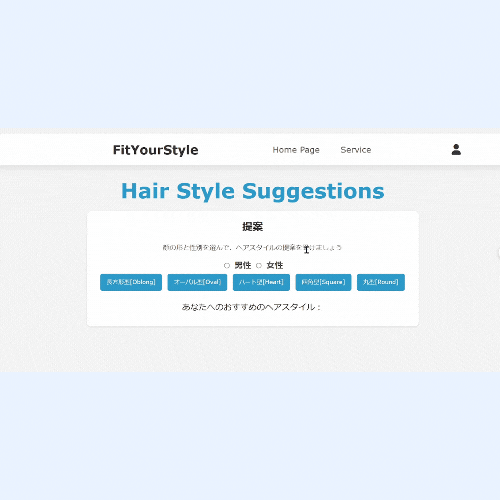 FitYourStyle Home Page Service
Hair Style Suggestions
提案
顔の形と性別を選んで、ヘアスタイルの提案を受けましょう
男性 女性
長方形型[Oblong] オーバル型[Oval] ハート型[Heart] 四角型[Square] 丸型[Round]
あなたへのおすすめのヘアスタイル：